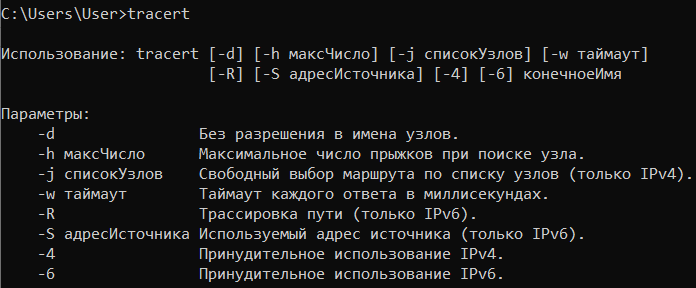 C:\Users\User>tracert
Использование: tracert [-d] [-h максЧисло] [-j списокУзлов] [-w таймаут]
[-R] [-S адресИсточника] [-4] [-6] конечноеИмя
Параметры:
-d Без разрешения в имена узлов.
-h максЧисло Максимальное число прыжков при поиске узла.
-j списокУзлов Свободный выбор маршрута по списку узлов (только IPv4).
-w таймаут Таймаут каждого ответа в миллисекундах.
-R Трассировка пути (только IPv6).
-S адресИсточника Используемый адрес источника (только IPv6).
-4 Принудительное использование IPv4.
-6 Принудительное использование IPv6.